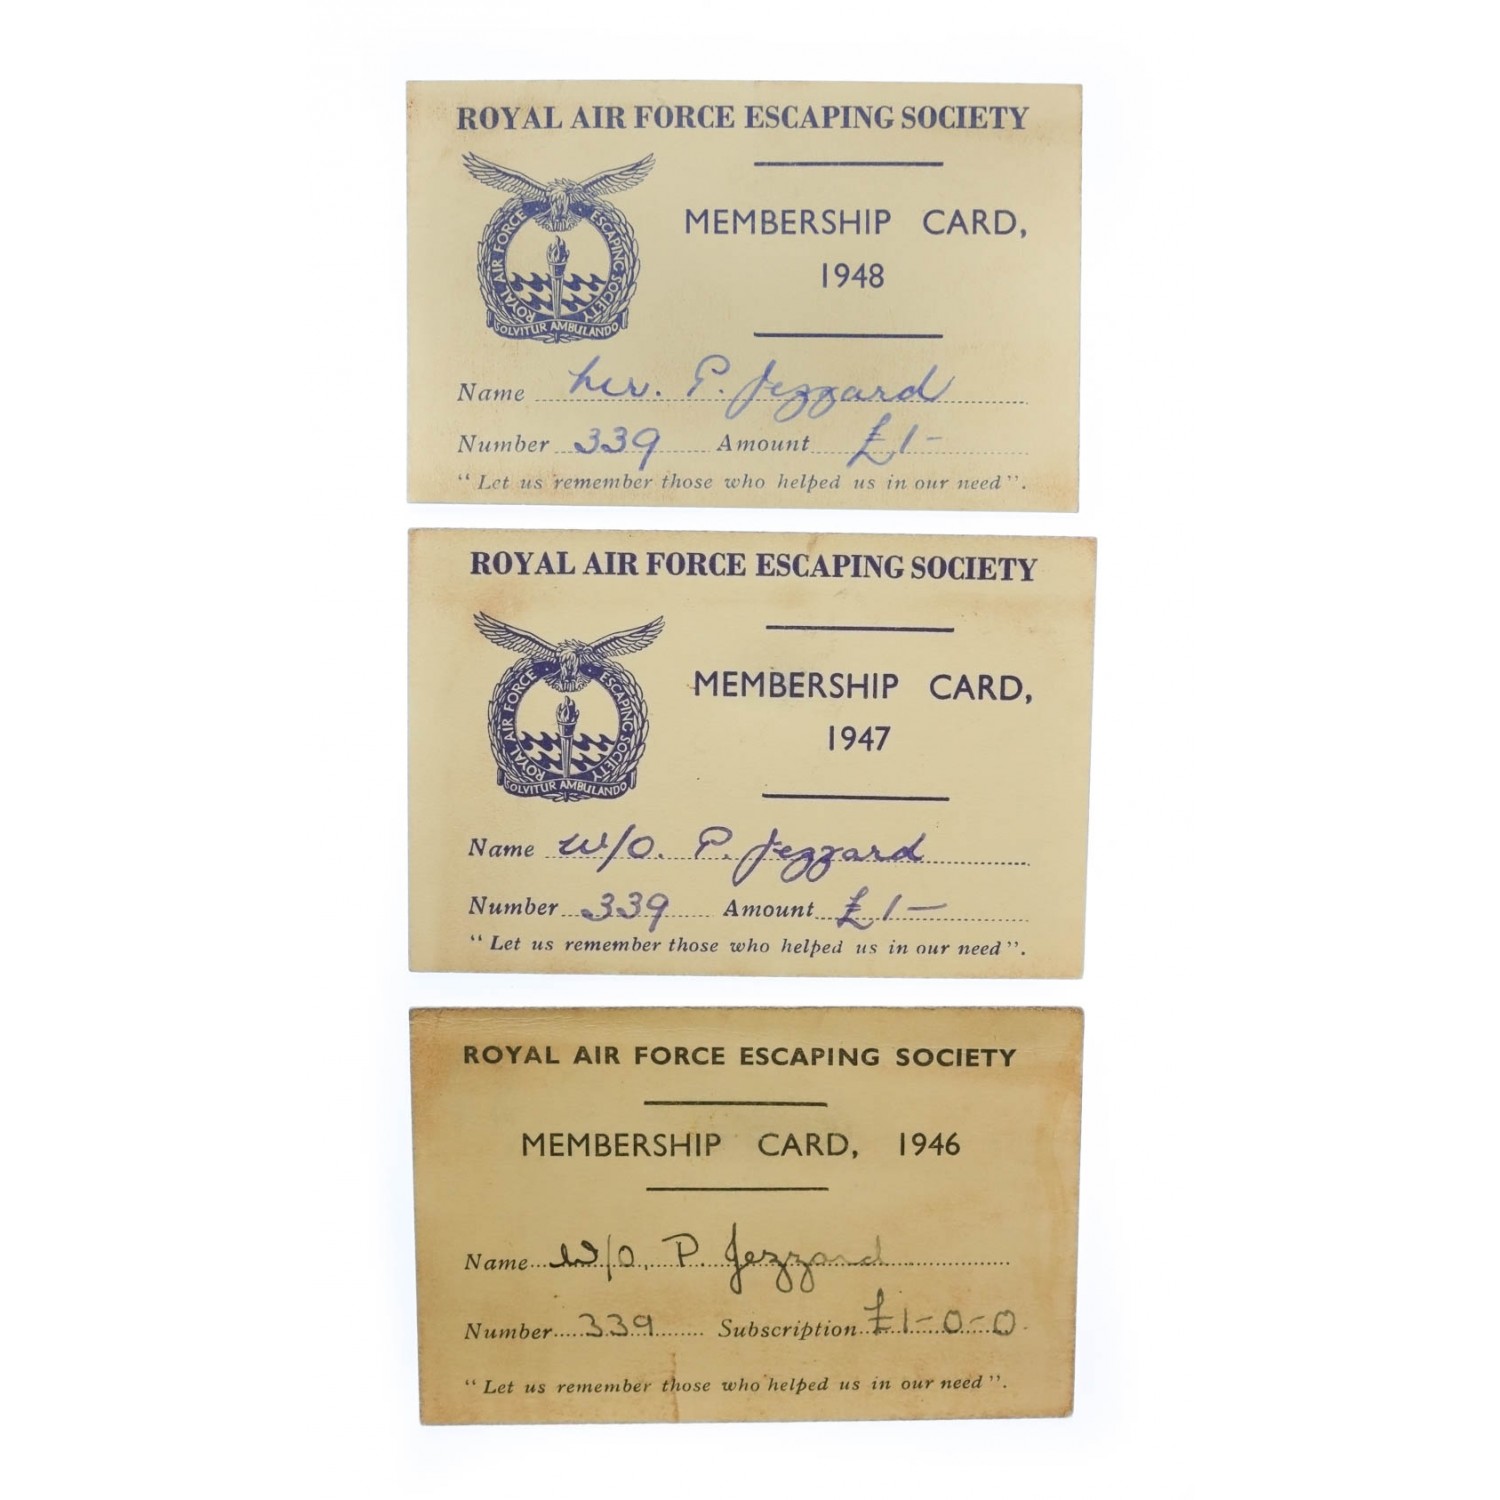 ROYAL AIR FORCE ESCAPING SOCIETY
ROYAL AIR FORCE ESCAPING SOCIETY
SOLVITUR AMBULANDO
MEMBERSHIP CARD,
1948
Name P. Jezzard
Number 339 Amount £1-
"Let us remember those who helped us in our need".
ROYAL AIR FORCE ESCAPING SOCIETY
ROYAL AIR FORCE ESCAPING SOCIETY
SOLVITUR AMBULANDO
MEMBERSHIP CARD,
1947
Name W/O. P. Jezzard
Number 339 Amount £1-
"Let us remember those who helped us in our need".
ROYAL AIR FORCE ESCAPING SOCIETY
MEMBERSHIP CARD, 1946
Name W/O. P. Jezzard
Number 339 Subscription £1-0-0
"Let us remember those who helped us in our need".